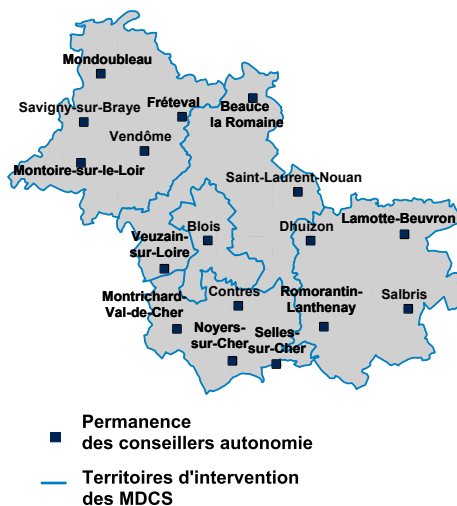 Mondoubleau
Savigny-sur-Braye
Fréteval
Beauce
la Romaine
Vendôme
Montoire-sur-le-Loir
Saint-Laurent-Nouan
Lamotte-Beuvron
Blois
Dhuizon
Veuzain-
sur-Loire
Montrichard-
Val-de-Cher
Contres
Romorantin-
Lanthenay
Salbris
Noyers-
sur-Cher
Selles-
sur-Cher
Permanence
des conseillers autonomie
Territoires d'intervention
des MDCS